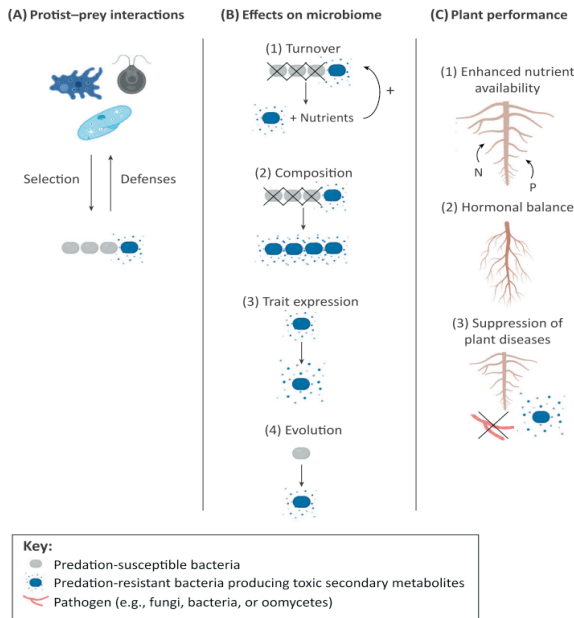 (A) Protist–prey interactions
Selection
Defenses
(B) Effects on microbiome
(1) Turnover
+ Nutrients
+
(2) Composition
(3) Trait expression
(4) Evolution
(C) Plant performance
(1) Enhanced nutrient
availability
N
P
(2) Hormonal balance
(3) Suppression of
plant diseases
Key:
Predation-susceptible bacteria
Predation-resistant bacteria producing toxic secondary metabolites
Pathogen (e.g., fungi, bacteria, or oomycetes)